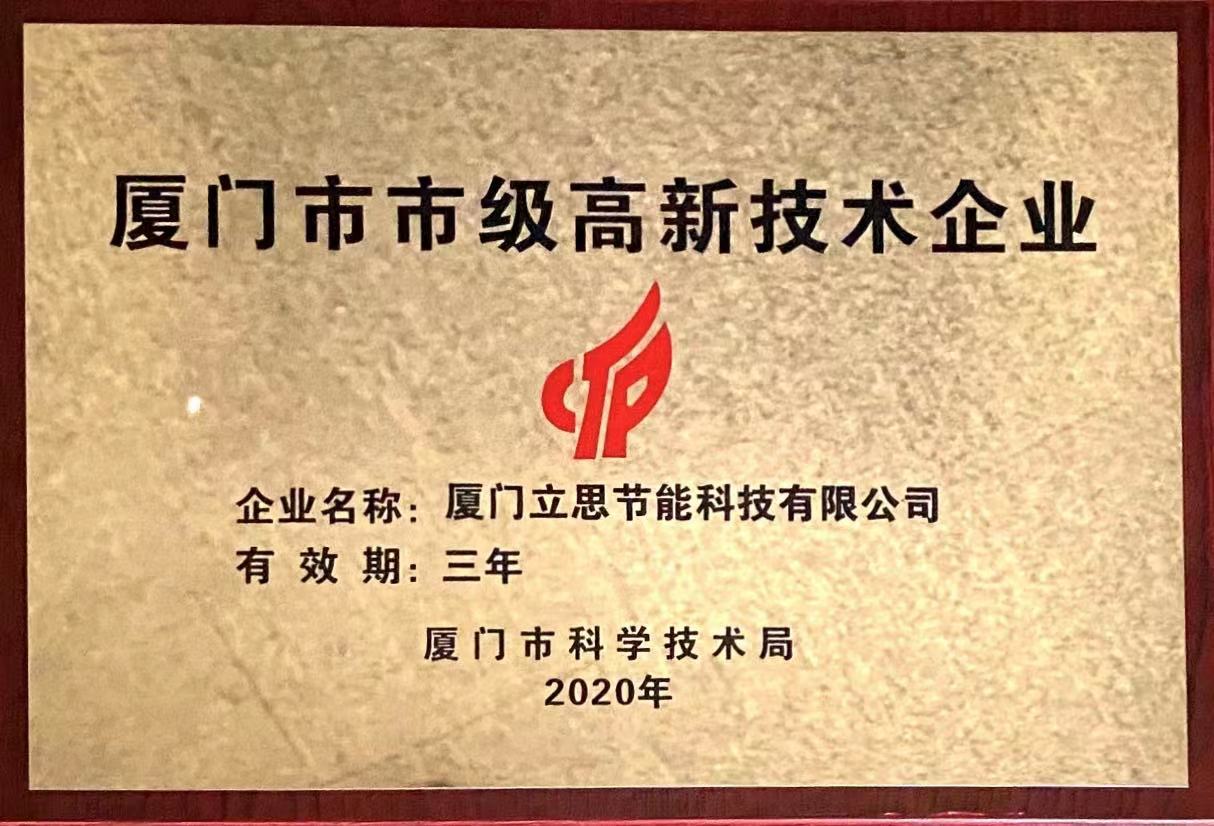 厦门市市级高新技术企业
CTP
企业名称：厦门立思节能科技有限公司
有 效 期：三年
厦门市科学技术局
2020年